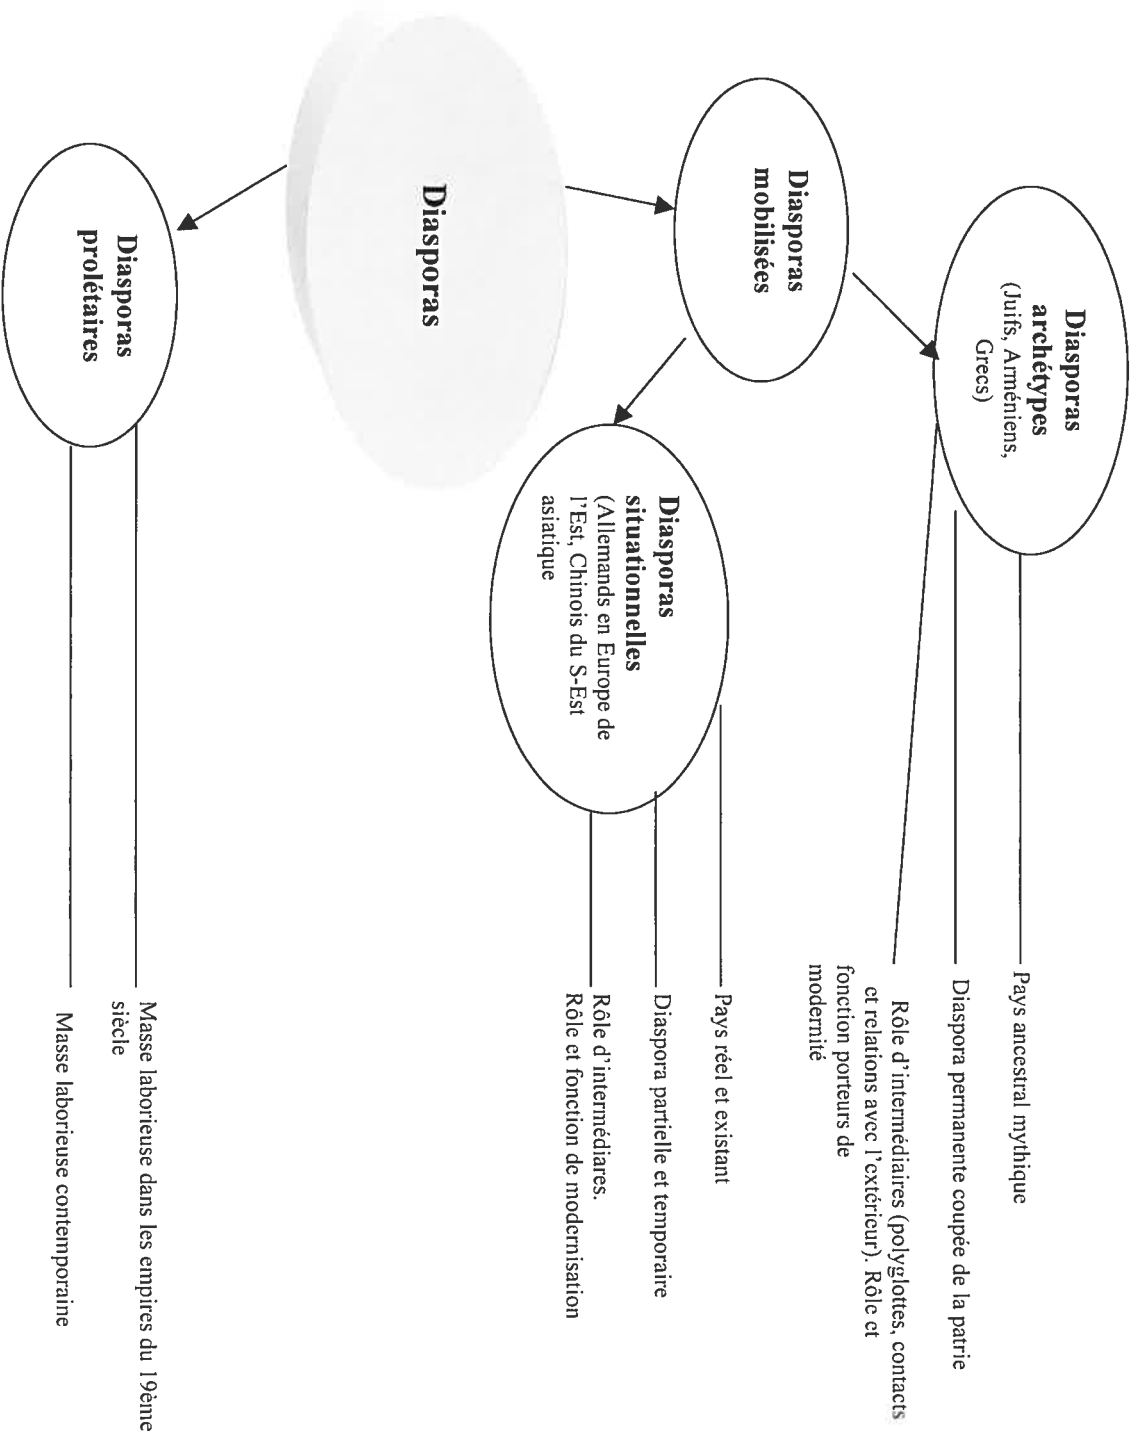 Diasporas
archétypes
(Juifs, Arméniens,
Grecs)
Pays ancestral mythique
Diaspora permanente coupée de la patrie
Rôle d'intermédiaires (polyglottes, contacts
et relations avec l'extérieur). Rôle et
fonction porteurs de
modernité
Diasporas
mobilisées
Diasporas
situationnelles
(Allemands en Europe de
l'Est, Chinois du S-Est
asiatique
Pays réel et existant
Diaspora partielle et temporaire
Rôle d'intermédiares.
Rôle et fonction de modernisation
Diasporas
Diasporas
prolétaires
Masse laborieuse dans les empires du 19ème
siècle
Masse laborieuse contemporaine